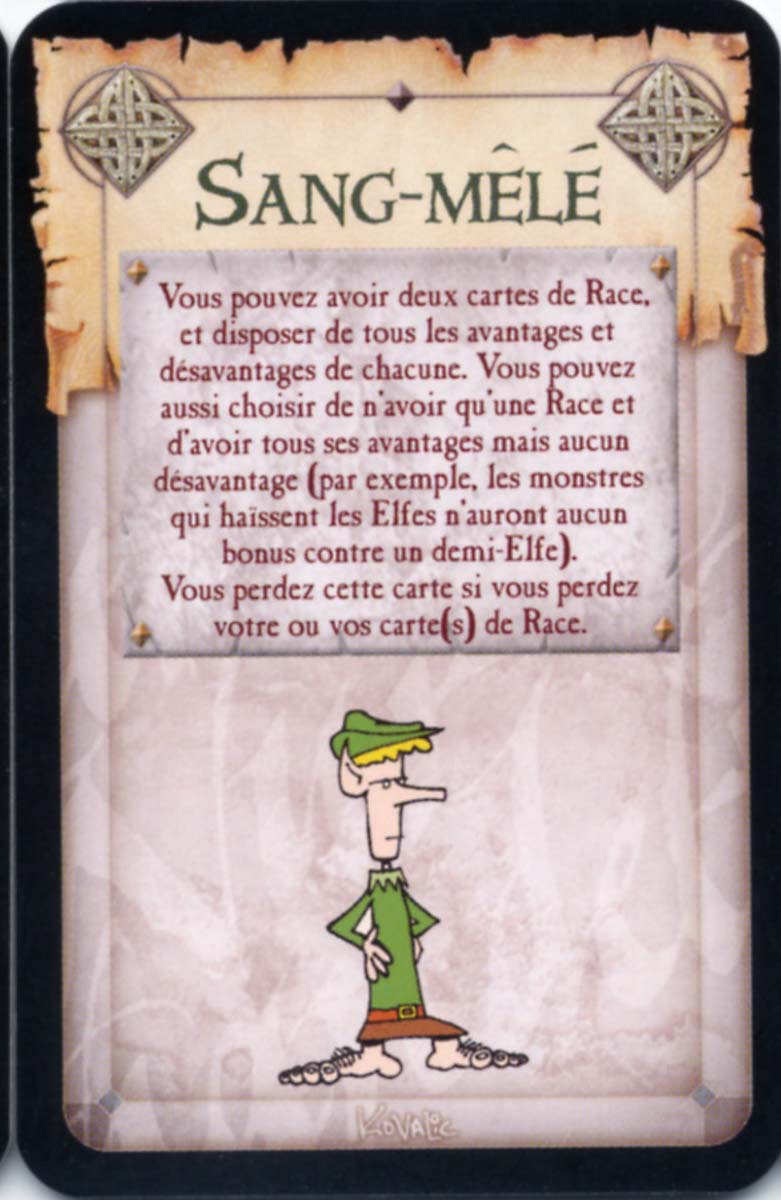 SANG-MÊLÉ
Vous pouvez avoir deux cartes de Race,
et disposer de tous les avantages et
désavantages de chacune. Vous pouvez
aussi choisir de n'avoir qu'une Race et
d'avoir tous ses avantages mais aucun
désavantage (par exemple, les monstres
qui haïssent les Elfes n'auront aucun
bonus contre un demi-Elfe).
Vous perdez cette carte si vous perdez
votre ou vos carte(s) de Race.
KOVALIC